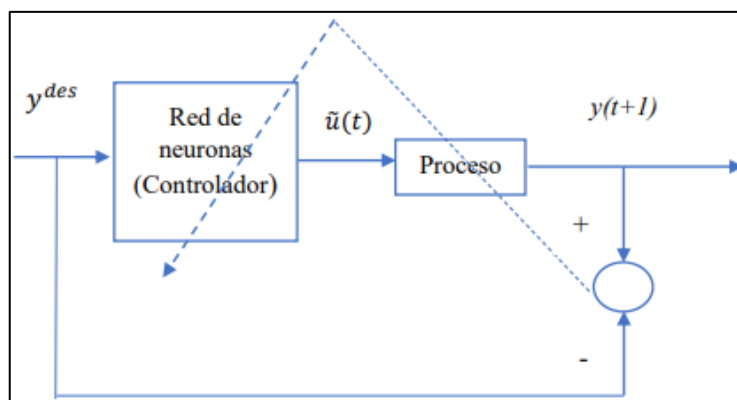 y^{des}
Red de
neuronas
(Controlador)
ũ(t)
Proceso
y(t+1)
+
-